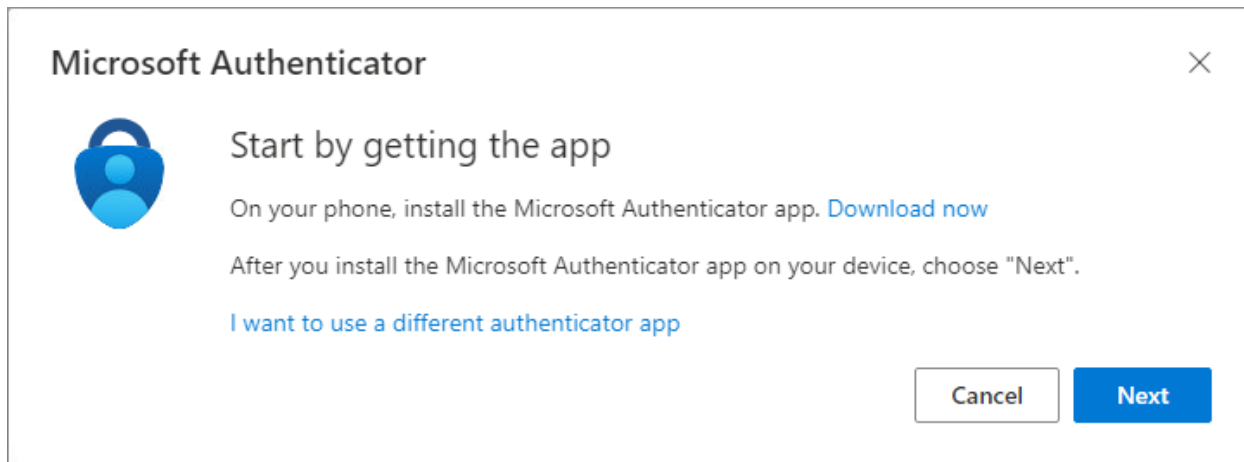 Microsoft Authenticator
Start by getting the app
On your phone, install the Microsoft Authenticator app. Download now
After you install the Microsoft Authenticator app on your device, choose "Next".
I want to use a different authenticator app
Cancel
Next